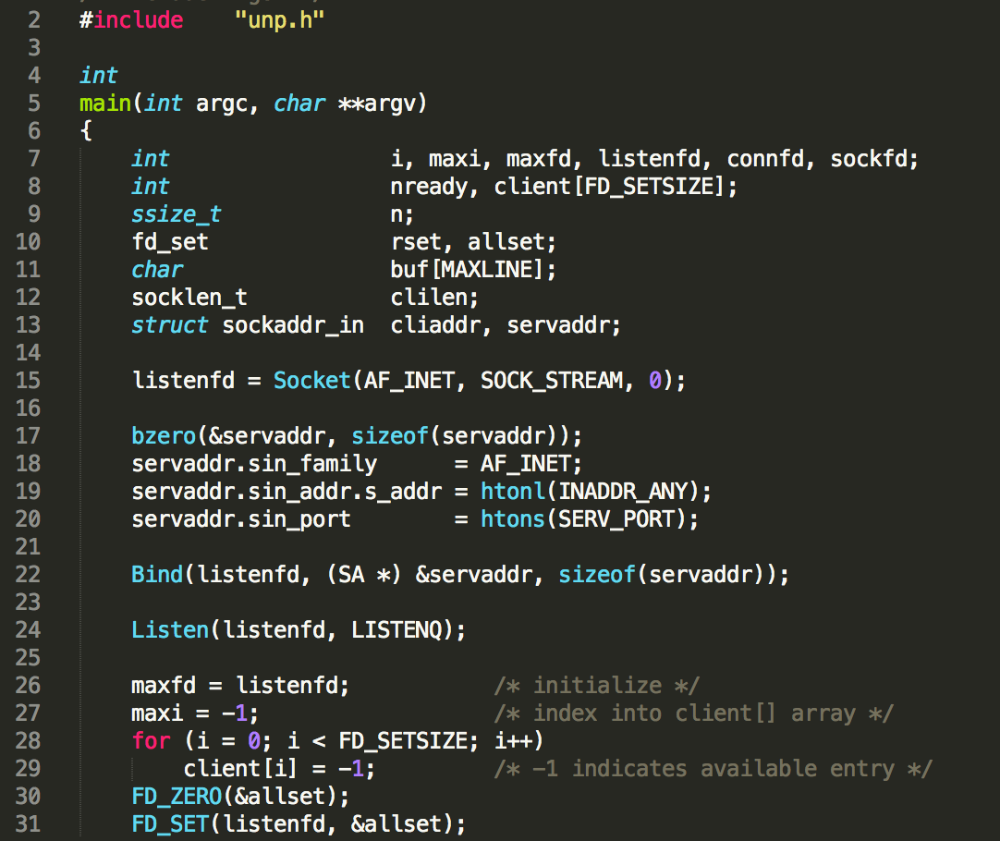 2 #include    "unp.h"
3
4 int
5 main(int argc, char **argv)
6 {
7     int                 i, maxi, maxfd, listenfd, connfd, sockfd;
8     int                 nready, client[FD_SETSIZE];
9     ssize_t             n;
10     fd_set              rset, allset;
11     char                buf[MAXLINE];
12     socklen_t           clilen;
13     struct sockaddr_in  cliaddr, servaddr;
14
15     listenfd = Socket(AF_INET, SOCK_STREAM, 0);
16
17     bzero(&servaddr, sizeof(servaddr));
18     servaddr.sin_family      = AF_INET;
19     servaddr.sin_addr.s_addr = htonl(INADDR_ANY);
20     servaddr.sin_port        = htons(SERV_PORT);
21
22     Bind(listenfd, (SA *) &servaddr, sizeof(servaddr));
23
24     Listen(listenfd, LISTENQ);
25
26     maxfd = listenfd;           /* initialize */
27     maxi = -1;                  /* index into client[] array */
28     for (i = 0; i < FD_SETSIZE; i++)
29         client[i] = -1;         /* -1 indicates available entry */
30     FD_ZERO(&allset);
31     FD_SET(listenfd, &allset);